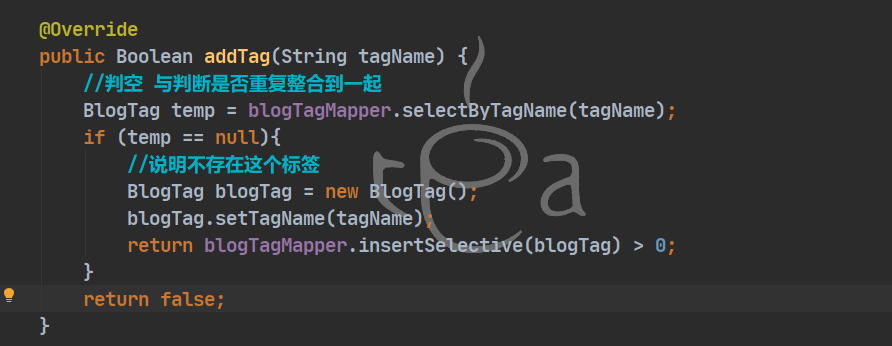 @Override
public Boolean addTag(String tagName) {
//判空 与判断是否重复整合到一起
BlogTag temp = blogTagMapper.selectByTagName(tagName);
if (temp == null){
//说明不存在这个标签
BlogTag blogTag = new BlogTag();
blogTag.setTagName(tagName);
return blogTagMapper.insertSelective(blogTag) > 0;
}
return false;
}